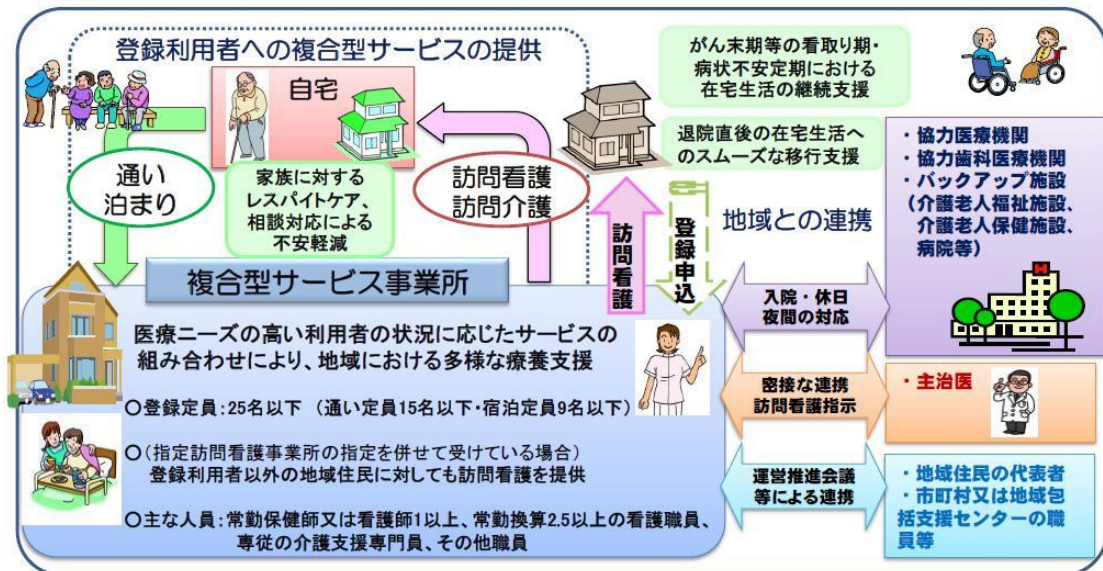 登録利用者への複合型サービスの提供
自宅
通い
泊まり
家族に対する
レスパイトケア、
相談対応による
不安軽減
訪問看護
訪問介護
がん末期等の看取り期・
病状不安定期における
在宅生活の継続支援
退院直後の在宅生活へ
のスムーズな移行支援
訪問看護
登録申込
地域との連携
・協力医療機関
・協力歯科医療機関
・バックアップ施設
(介護老人福祉施設、
介護老人保健施設、
病院等)
H
複合型サービス事業所
医療ニーズの高い利用者の状況に応じたサービスの
組み合わせにより、地域における多様な療養支援
○登録定員:25名以下 (通い定員15名以下・宿泊定員9名以下)
○(指定訪問看護事業所の指定を併せて受けている場合)
登録利用者以外の地域住民に対しても訪問看護を提供
○主な人員:常勤保健師又は看護師1以上、常勤換算2.5以上の看護職員、
専従の介護支援専門員、その他職員
入院・休日
夜間の対応
密接な連携
訪問看護指示
・主治医
運営推進会議
等による連携
・地域住民の代表者
・市町村又は地域包
括支援センターの職
員等